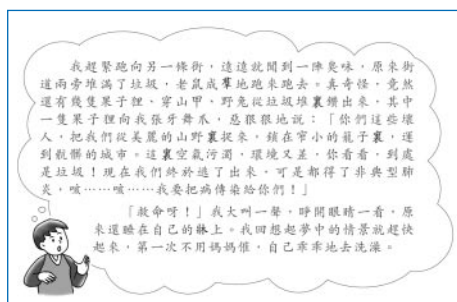 我趕緊跑向另一條街，遠遠就聞到一陣臭味，原來街
道兩旁堆滿了垃圾，老鼠成羣地跑來跑去。真奇怪，竟然
還有幾隻果子狸、穿山甲、野兔從垃圾堆裏鑽出來，其中
一隻果子狸向我張牙舞爪，惡狠狠地說：「你們這些壞
人，把我們從美麗的山野裏捉來，鎖在窄小的籠子裏，運
到骯髒的城市。這裏空氣污濁，環境又差，你看看，到處
是垃圾！現在我們終於逃了出來，可是都得了非典型肺
炎，咳……咳……我要把病傳染給你們！」
「救命呀！」我大叫一聲，睜開眼睛一看，原
來還睡在自己的牀上。我回想起夢中的情景就趕快
起來，第一次不用媽媽催，自己乖乖地去洗澡。